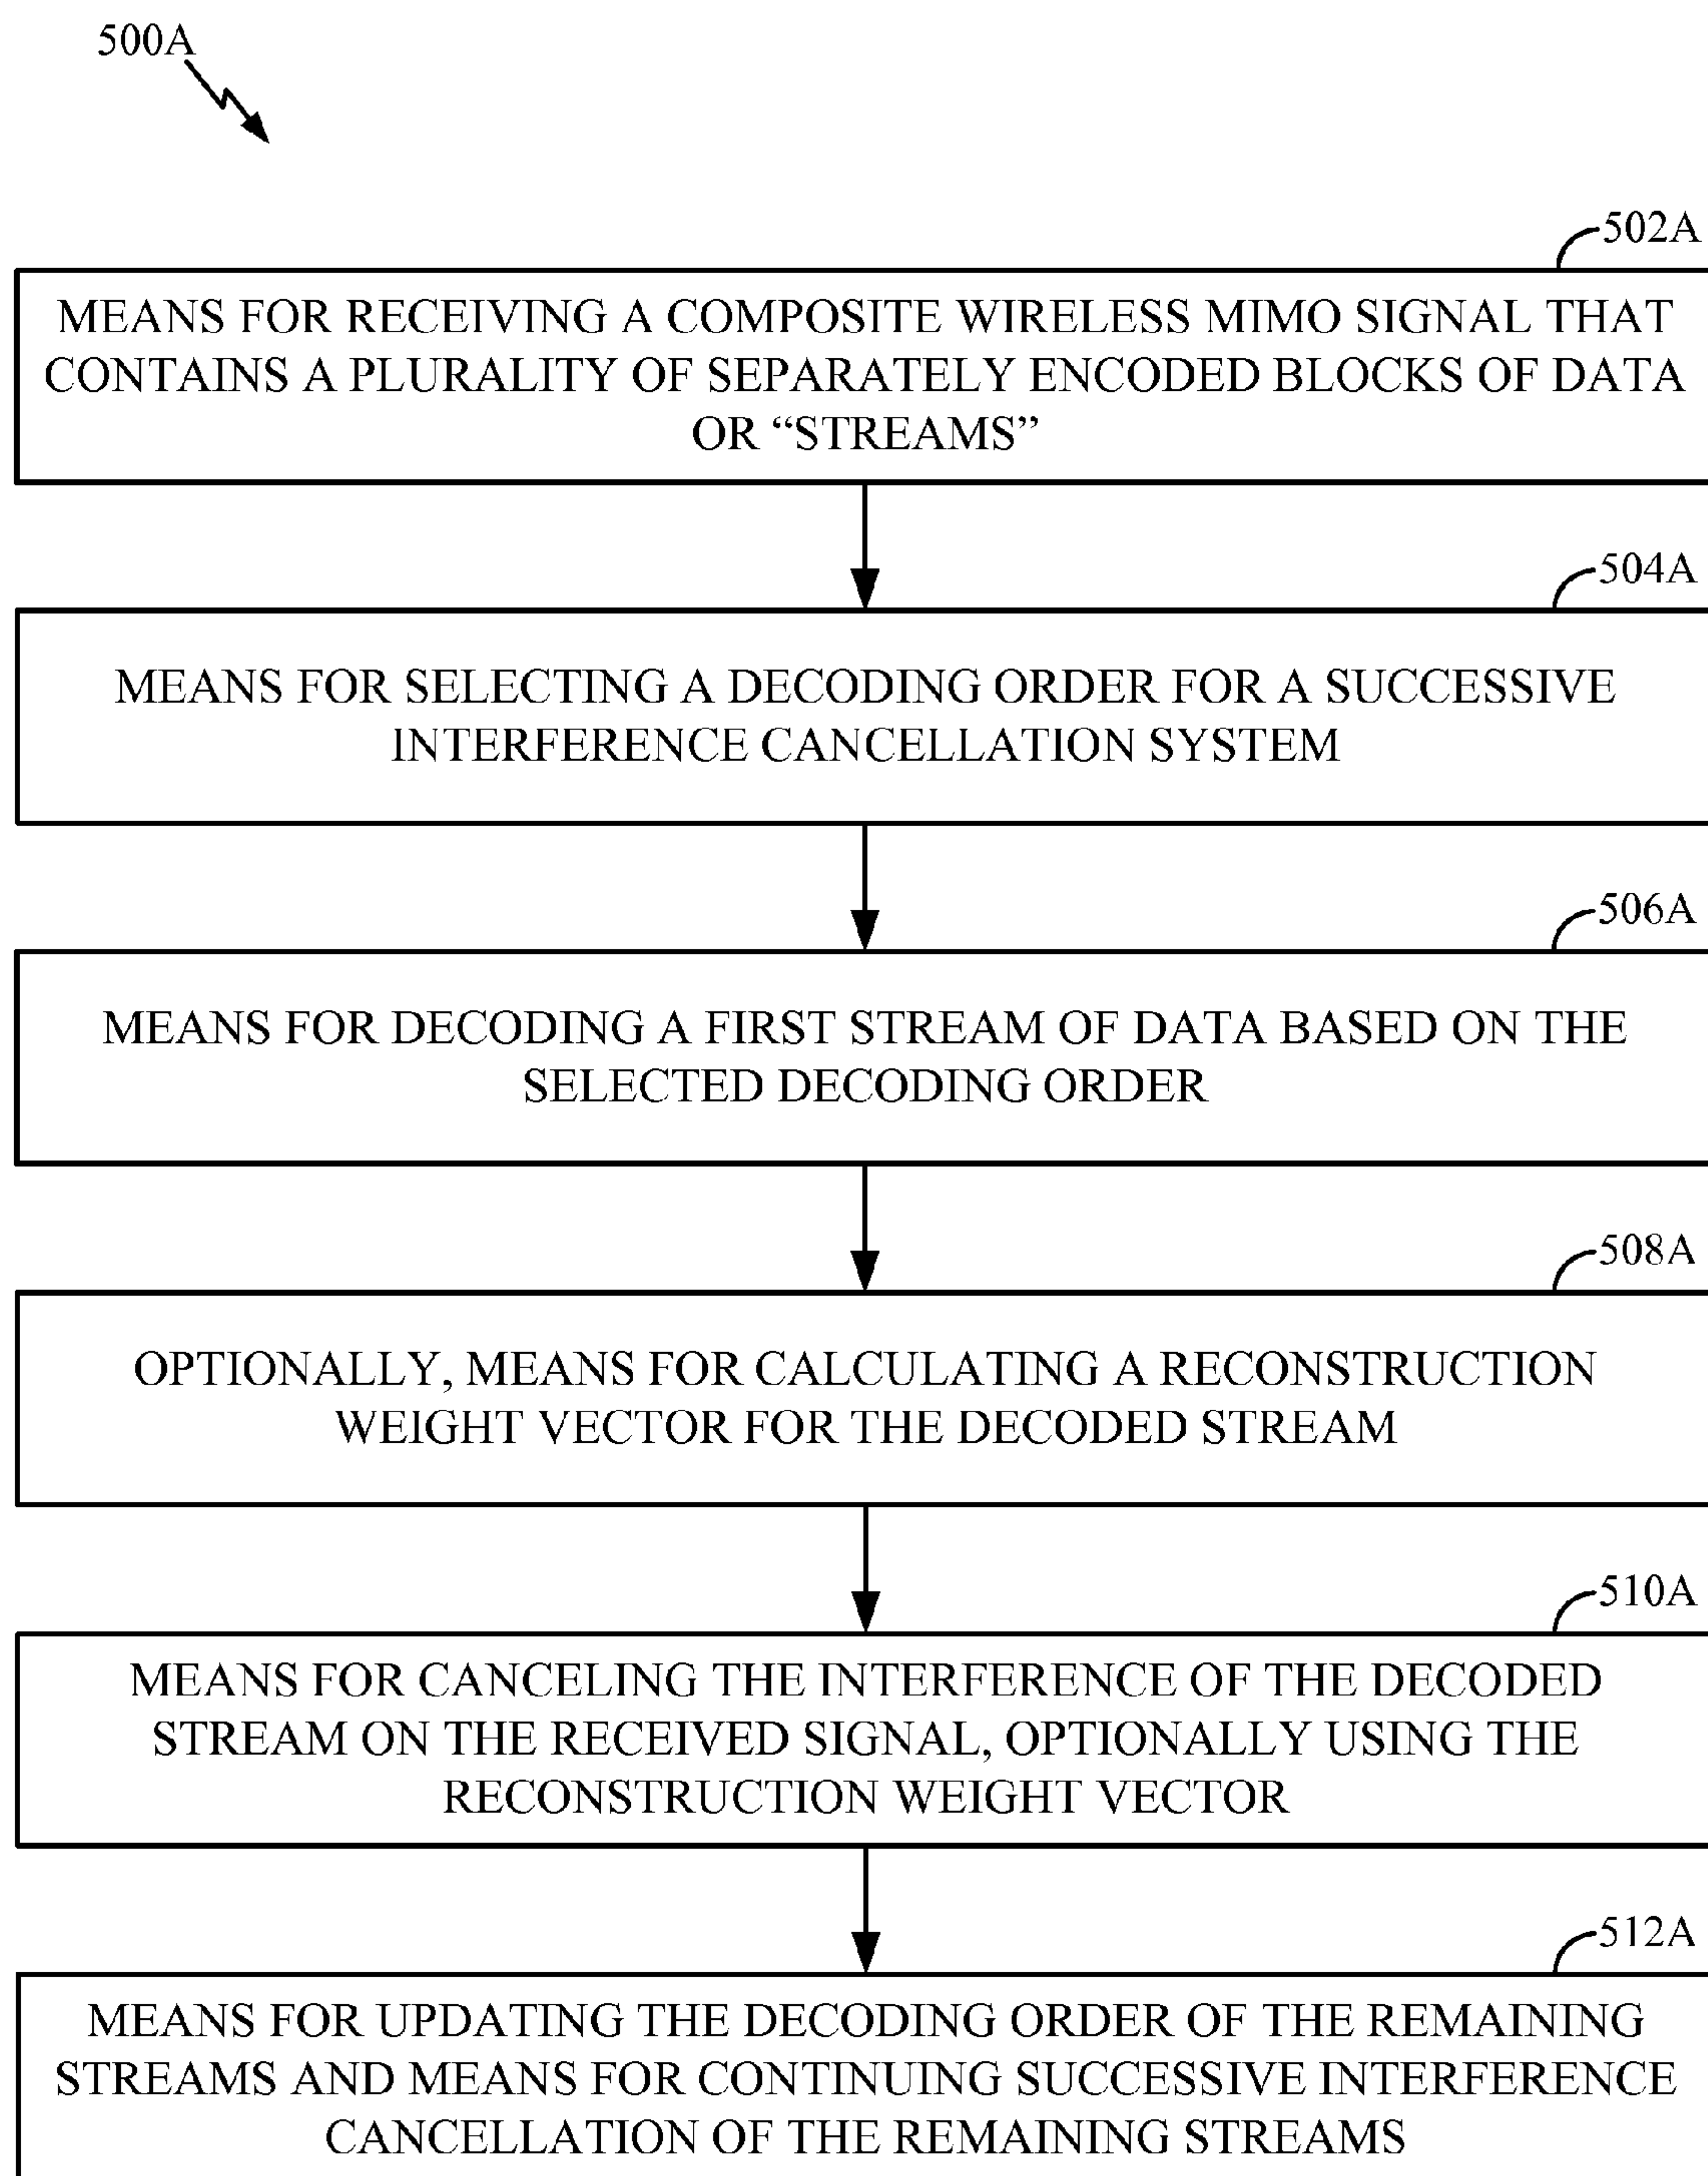 500A
502A
MEANS FOR RECEIVING A COMPOSITE WIRELESS MIMO SIGNAL THAT
CONTAINS A PLURALITY OF SEPARATELY ENCODED BLOCKS OF DATA
OR “STREAMS”
504A
MEANS FOR SELECTING A DECODING ORDER FOR A SUCCESSIVE
INTERFERENCE CANCELLATION SYSTEM
506A
MEANS FOR DECODING A FIRST STREAM OF DATA BASED ON THE
SELECTED DECODING ORDER
508A
OPTIONALLY, MEANS FOR CALCULATING A RECONSTRUCTION
WEIGHT VECTOR FOR THE DECODED STREAM
510A
MEANS FOR CANCELING THE INTERFERENCE OF THE DECODED
STREAM ON THE RECEIVED SIGNAL, OPTIONALLY USING THE
RECONSTRUCTION WEIGHT VECTOR
512A
MEANS FOR UPDATING THE DECODING ORDER OF THE REMAINING
STREAMS AND MEANS FOR CONTINUING SUCCESSIVE INTERFERENCE
CANCELLATION OF THE REMAINING STREAMS